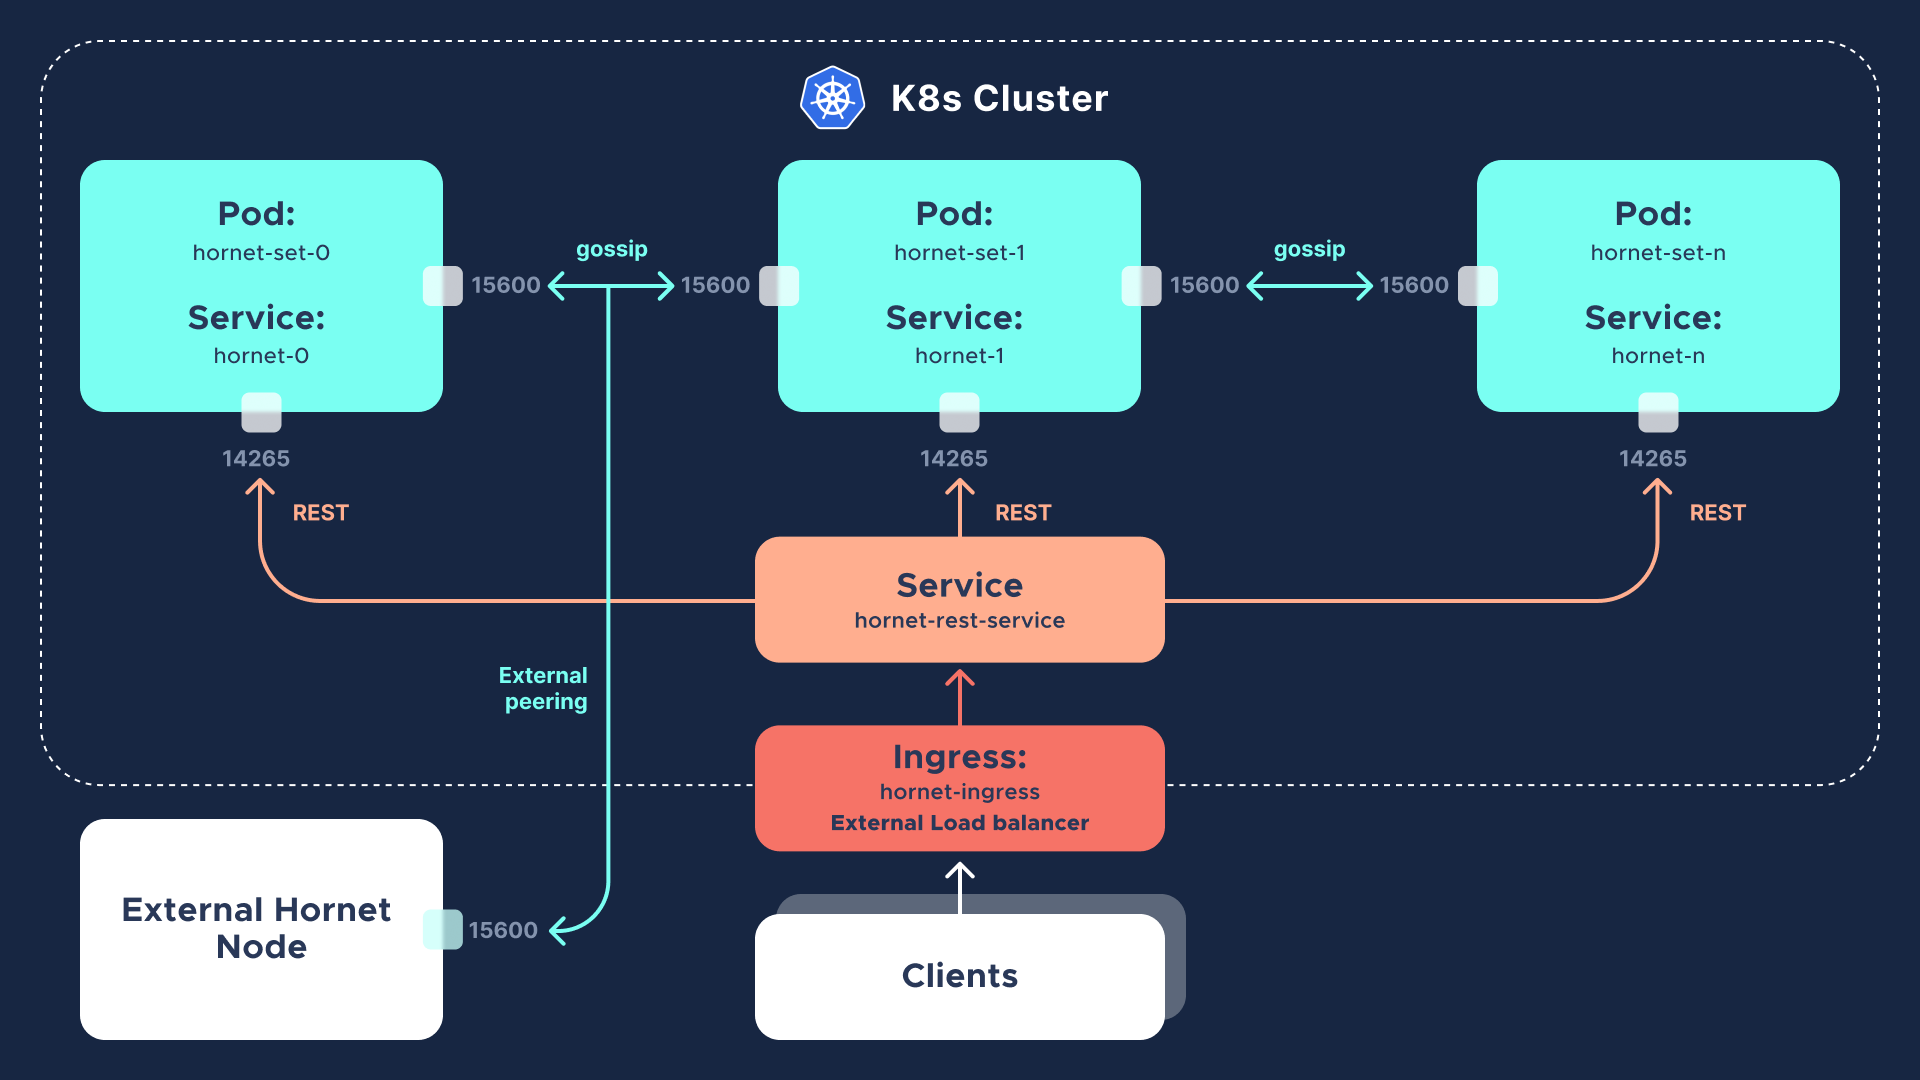 K8s Cluster
Pod:
hornet-set-0
Service:
hornet-0
15600
gossip
15600
Pod:
hornet-set-1
Service:
hornet-1
15600
gossip
15600
Pod:
hornet-set-n
Service:
hornet-n
14265
14265
14265
REST
REST
REST
Service
hornet-rest-service
External
peering
Ingress:
hornet-ingress
External Load balancer
External Hornet
Node
15600
Clients